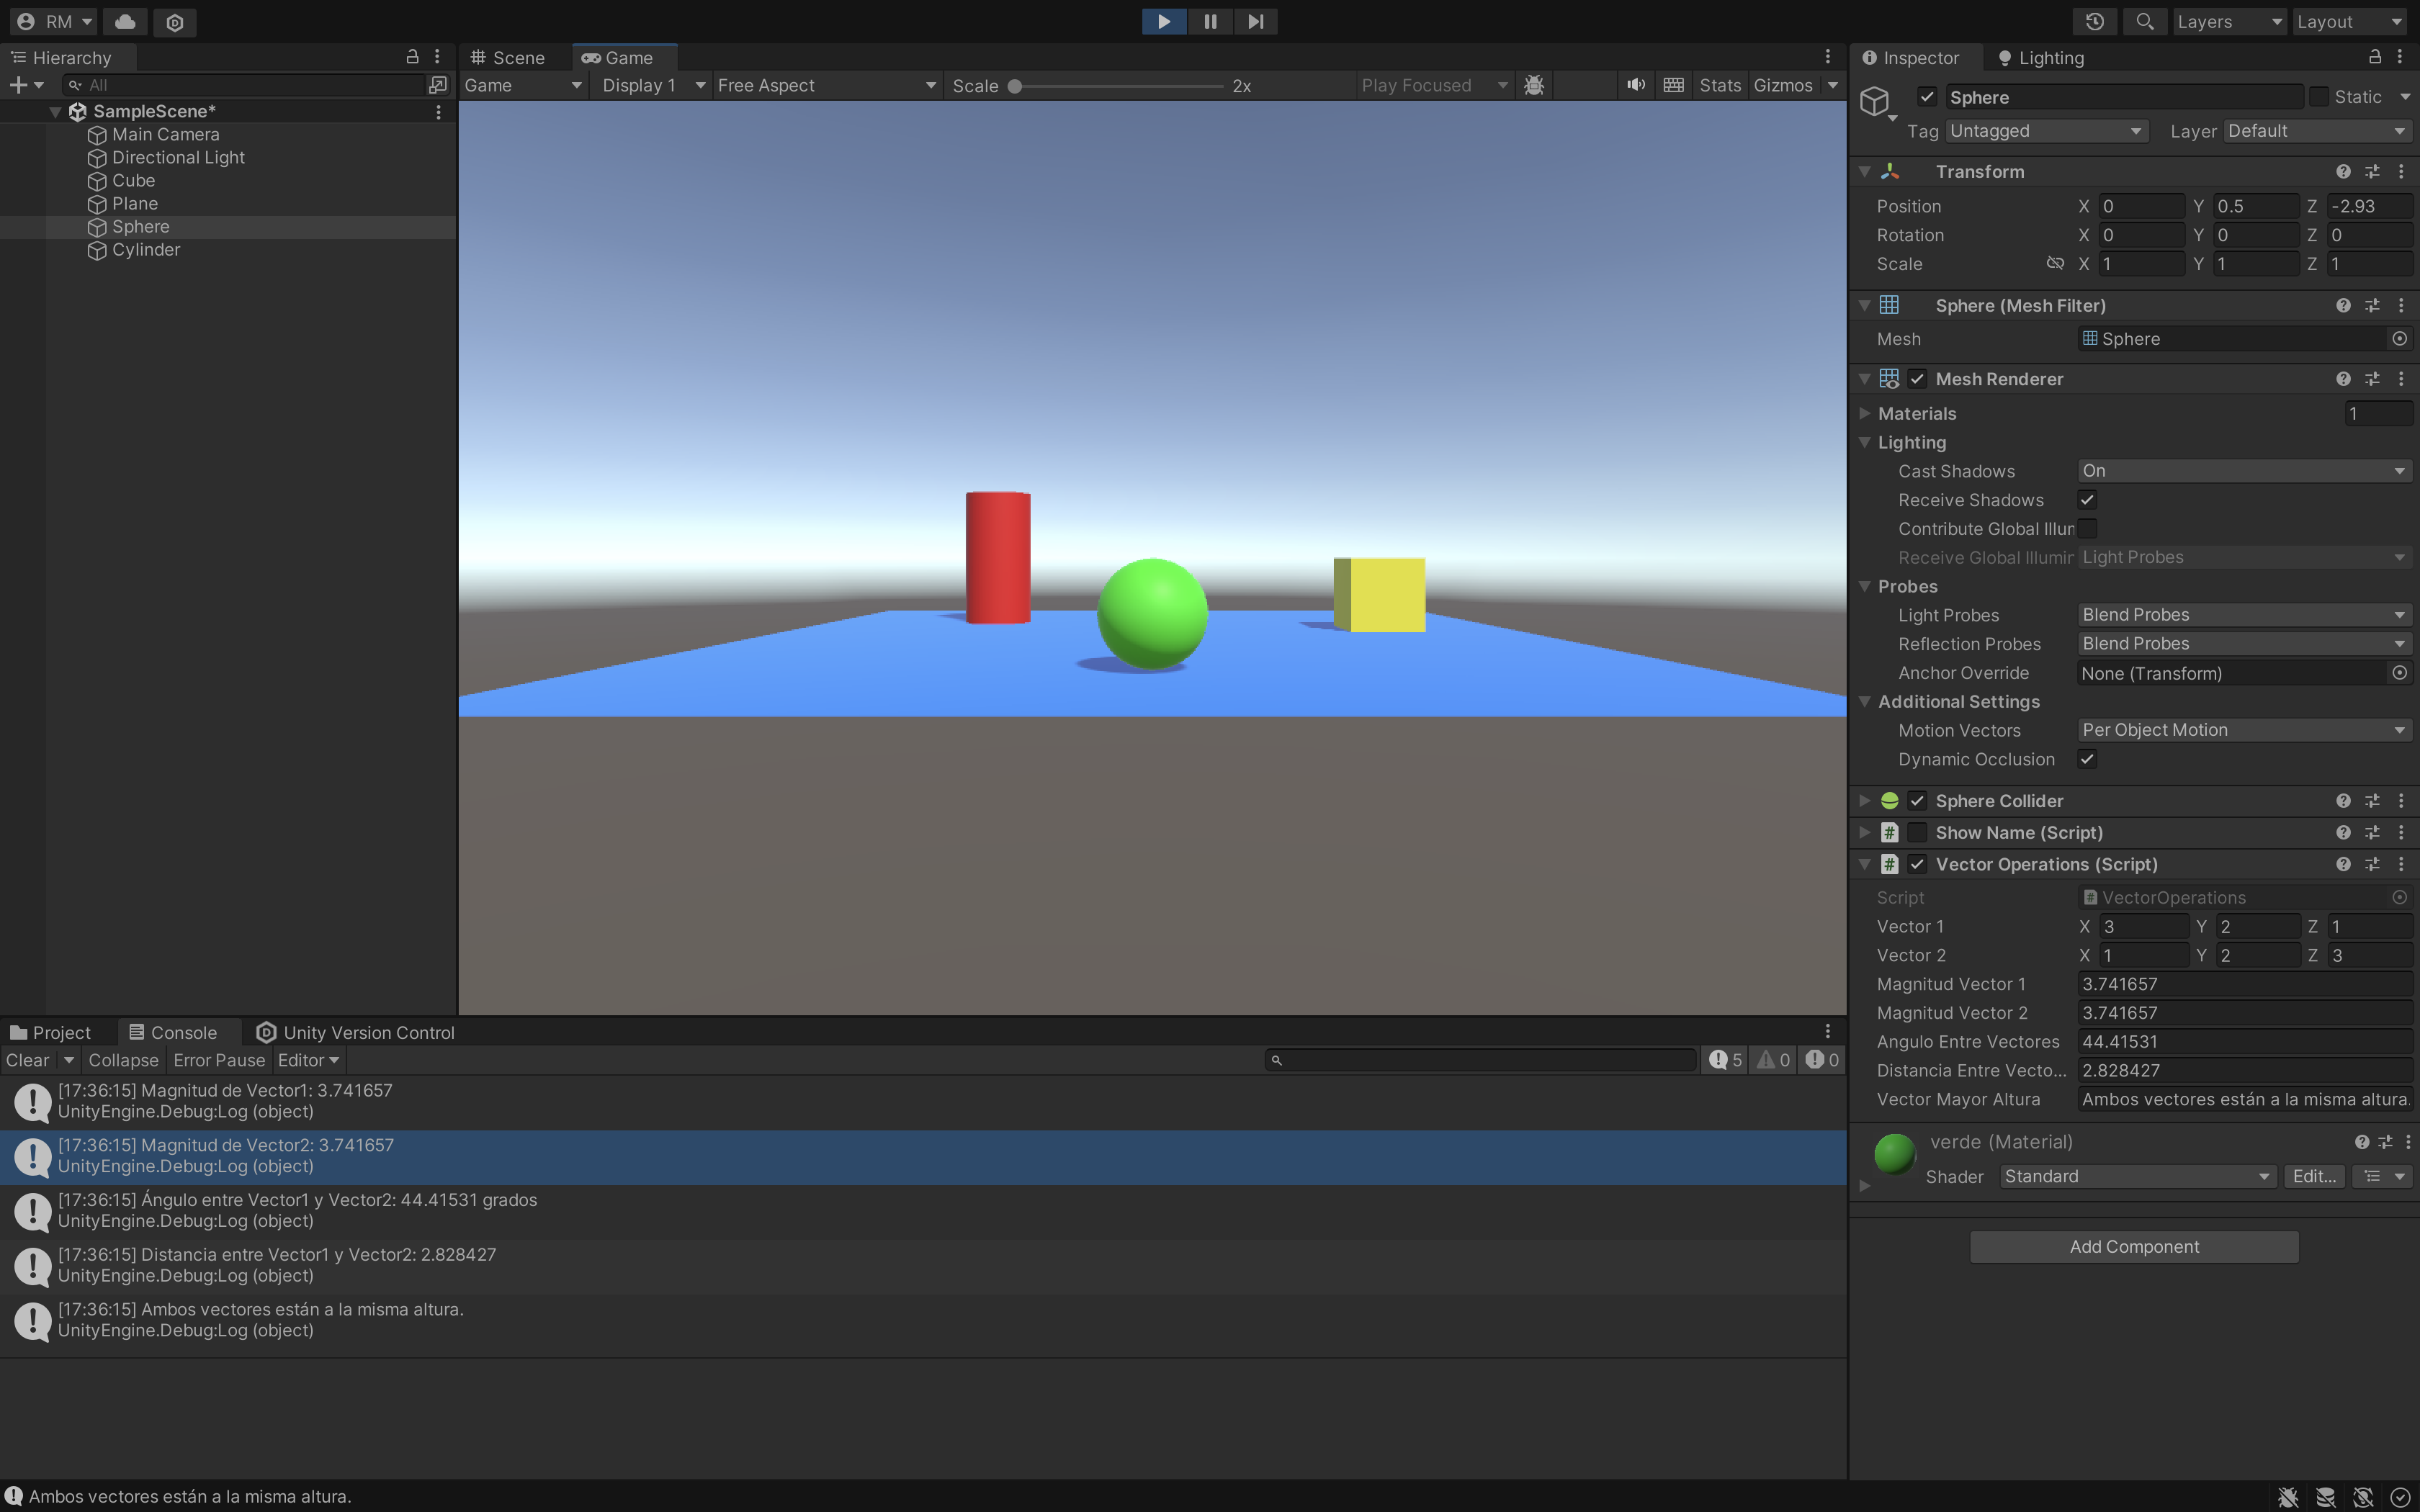 RM
Layers
Layout
Hierarchy
All
SampleScene*
Main Camera
Directional Light
Cube
Plane
Sphere
Cylinder
Scene
Game
Game
Display 1
Free Aspect
Scale
2x
Play Focused
Stats
Gizmos
Inspector
Lighting
Sphere
Static
Tag Untagged
Layer Default
Transform
Position X 0 Y 0.5 Z -2.93
Rotation X 0 Y 0 Z 0
Scale X 1 Y 1 Z 1
Sphere (Mesh Filter)
Mesh Sphere
Mesh Renderer
Materials 1
Lighting
Cast Shadows On
Receive Shadows
Contribute Global Illur
Receive Global Illumir Light Probes
Probes
Light Probes Blend Probes
Reflection Probes Blend Probes
Anchor Override None (Transform)
Additional Settings
Motion Vectors Per Object Motion
Dynamic Occlusion
Sphere Collider
# Show Name (Script)
# Vector Operations (Script)
Script # VectorOperations
Vector 1 X 3 Y 2 Z 1
Vector 2 X 1 Y 2 Z 3
Magnitud Vector 1 3.741657
Magnitud Vector 2 3.741657
Angulo Entre Vectores 44.41531
Distancia Entre Vecto... 2.828427
Vector Mayor Altura Ambos vectores están a la misma altura.
verde (Material)
Shader Standard Edit...
Add Component
Project
Console
Unity Version Control
Clear
Collapse
Error Pause
Editor
5
0
0
[17:36:15] Magnitud de Vector1: 3.741657
UnityEngine.Debug:Log (object)
[17:36:15] Magnitud de Vector2: 3.741657
UnityEngine.Debug:Log (object)
[17:36:15] Ángulo entre Vector1 y Vector2: 44.41531 grados
UnityEngine.Debug:Log (object)
[17:36:15] Distancia entre Vector1 y Vector2: 2.828427
UnityEngine.Debug:Log (object)
[17:36:15] Ambos vectores están a la misma altura.
UnityEngine.Debug:Log (object)
Ambos vectores están a la misma altura.